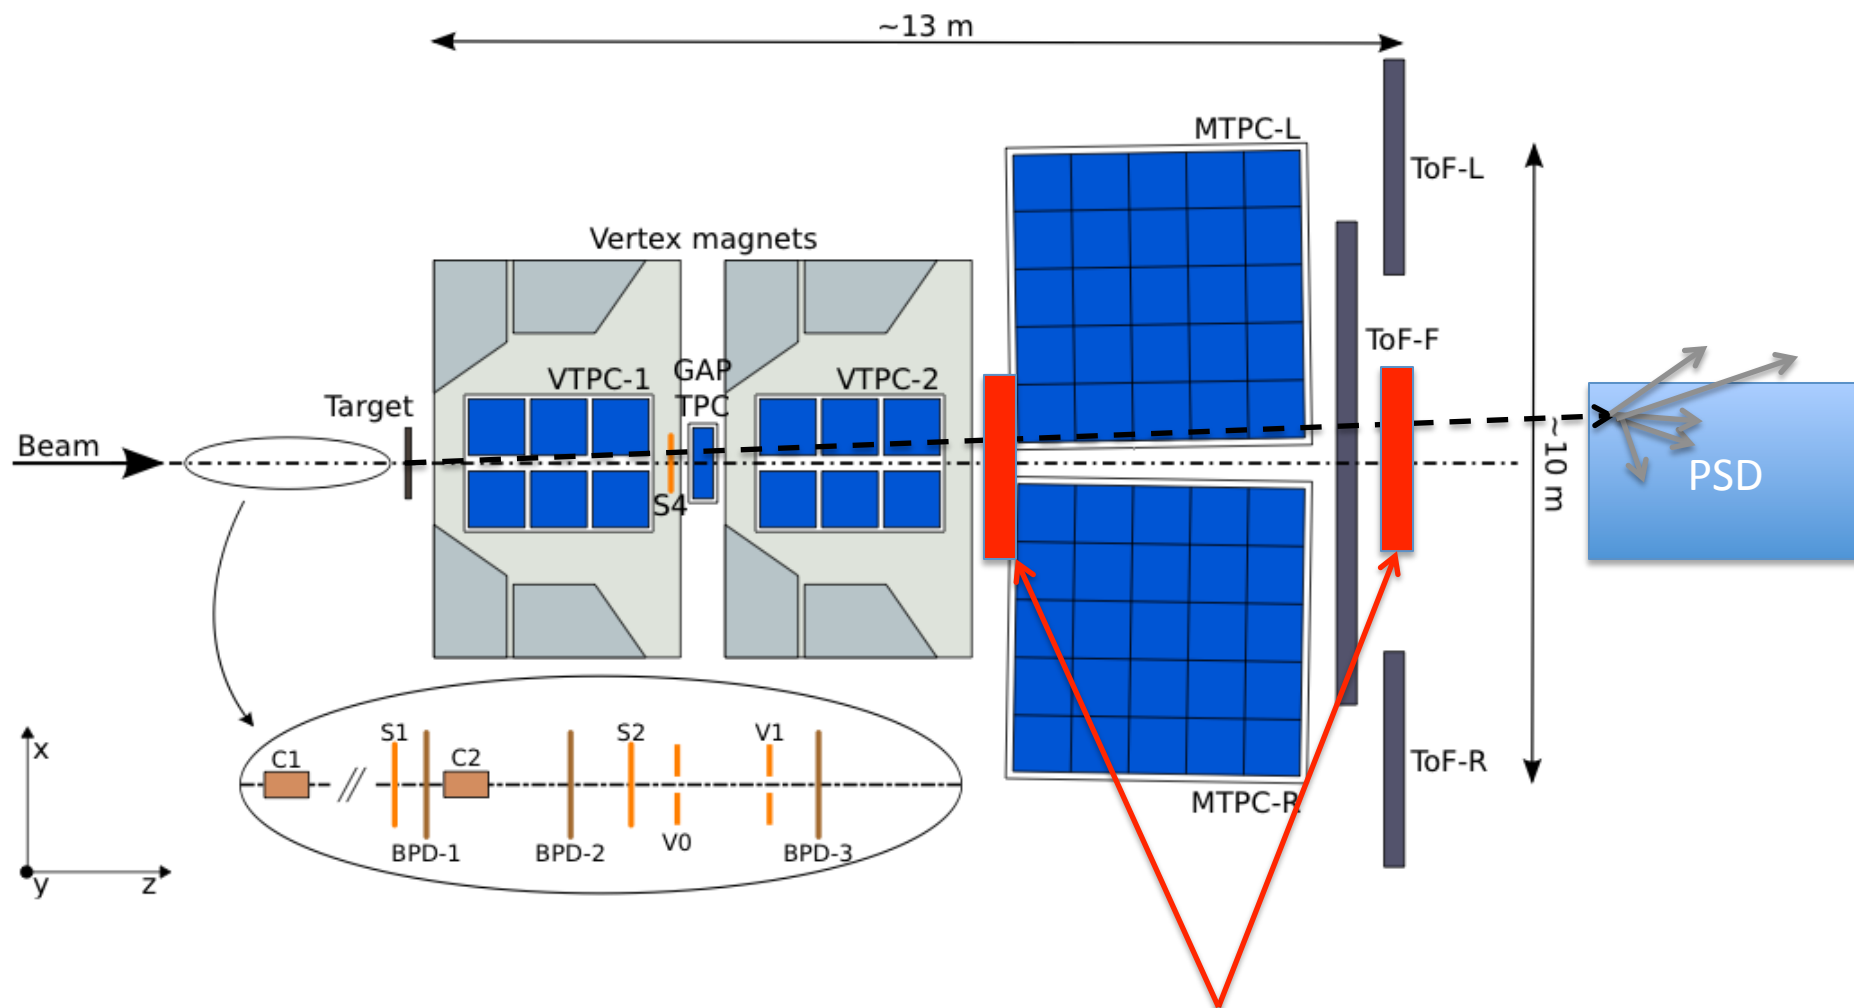 ~13 m
MTPC-L
ToF-L
Vertex magnets
ToF-F
GAP
TPC
VTPC-1
VTPC-2
Target
Beam
S4
PSD
~10 m
S1
S2
V1
C1
C2
V0
BPD-1
BPD-2
BPD-3
MTPC-R
ToF-R
x
y
z